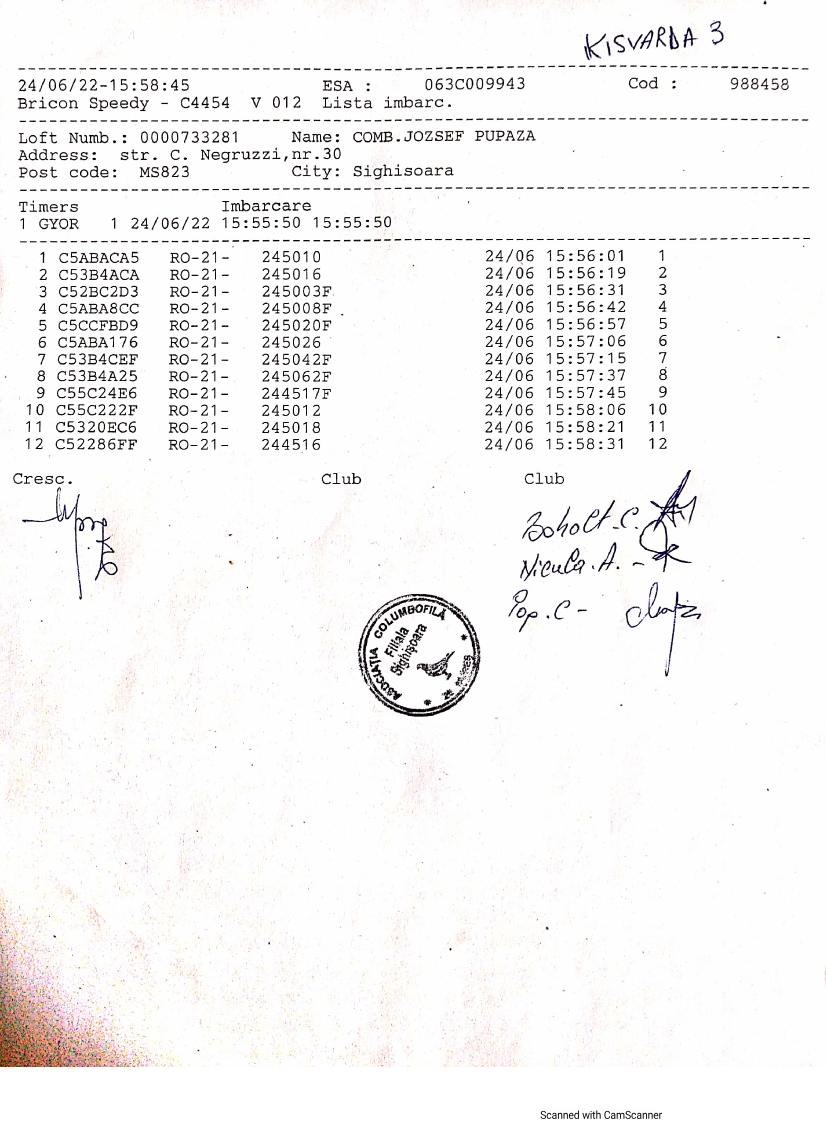 KISVARDA 3
24/06/22-15:58:45 ESA : 063C009943 Cod : 988458
Bricon Speedy - C4454 V 012 Lista imbarc.
Loft Numb.: 0000733281 Name: COMB.JOZSEF PUPAZA
Address: str. C. Negruzzi,nr.30
Post code: MS823 City: Sighisoara
Timers Imbarcare
1 GYOR 1 24/06/22 15:55:50 15:55:50
1 C5ABACA5 RO-21- 245010 24/06 15:56:01 1
2 C53B4ACA RO-21- 245016 24/06 15:56:19 2
3 C52BC2D3 RO-21- 245003F 24/06 15:56:31 3
4 C5ABA8CC RO-21- 245008F 24/06 15:56:42 4
5 C5CCFBD9 RO-21- 245020F 24/06 15:56:57 5
6 C5ABA176 RO-21- 245026 24/06 15:57:06 6
7 C53B4CEF RO-21- 245042F 24/06 15:57:15 7
8 C53B4A25 RO-21- 245062F 24/06 15:57:37 8
9 C55C24E6 RO-21- 244517F 24/06 15:57:45 9
10 C55C222F RO-21- 245012 24/06 15:58:06 10
11 C5320EC6 RO-21- 245018 24/06 15:58:21 11
12 C52286FF RO-21- 244516 24/06 15:58:31 12
Cresc. Club Club
Boholt.C.
Nicula.A. -
Pop.C -
ASOCIATIA COLUMBOFILĂ
Filiala
Sighișoara
Scanned with CamScanner